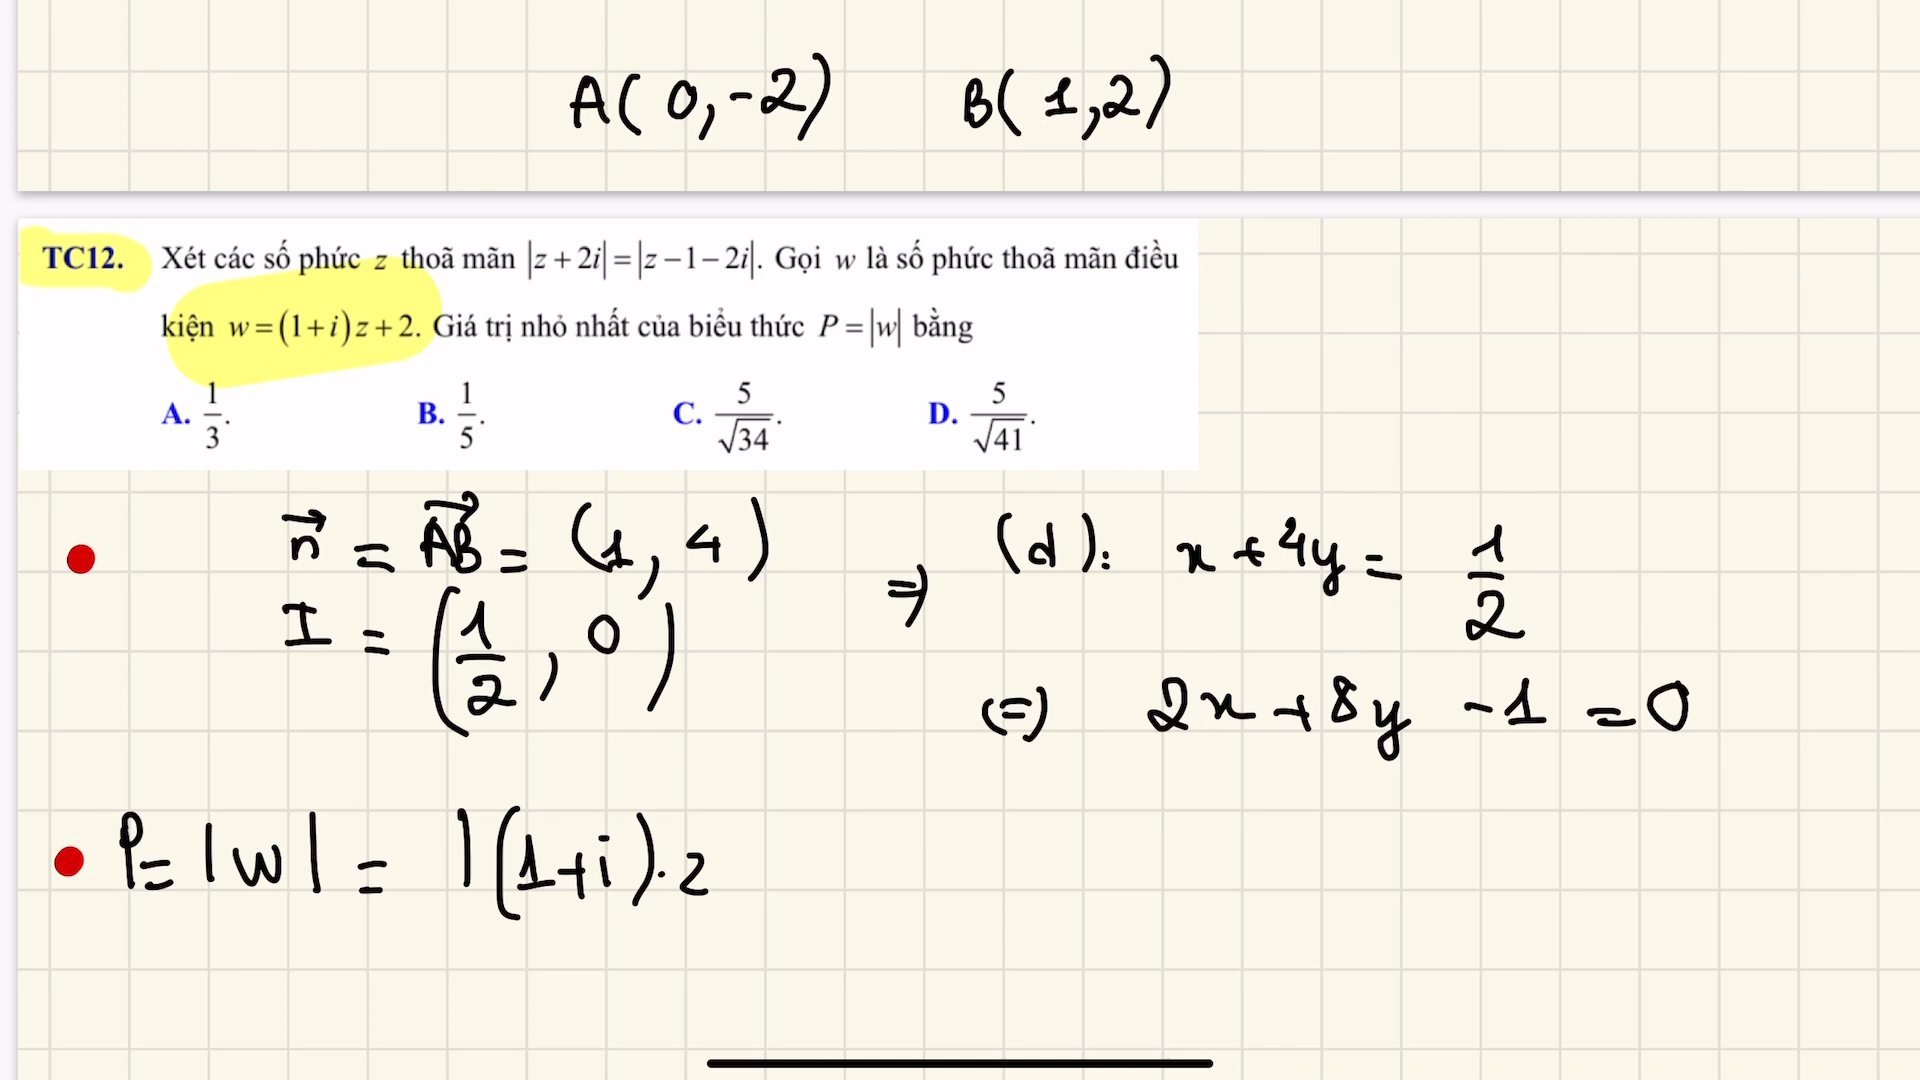 A(0,-2) B(1,2)
TC12. Xét các số phức z thoã mãn |z+2i|=|z−1−2i|. Gọi w là số phức thoã mãn điều
kiện w=(1+i)z+2. Giá trị nhỏ nhất của biểu thức P=|w| bằng
A. 1/3. B. 1/5. C. 5/√34. D. 5/√41.
n⃗ = AB⃗ = (1, 4) ⇒ (d): x + 4y = 1/2
I = (1/2, 0)
(=) 2x + 8y - 1 = 0
P = |w| = |(1+i).z